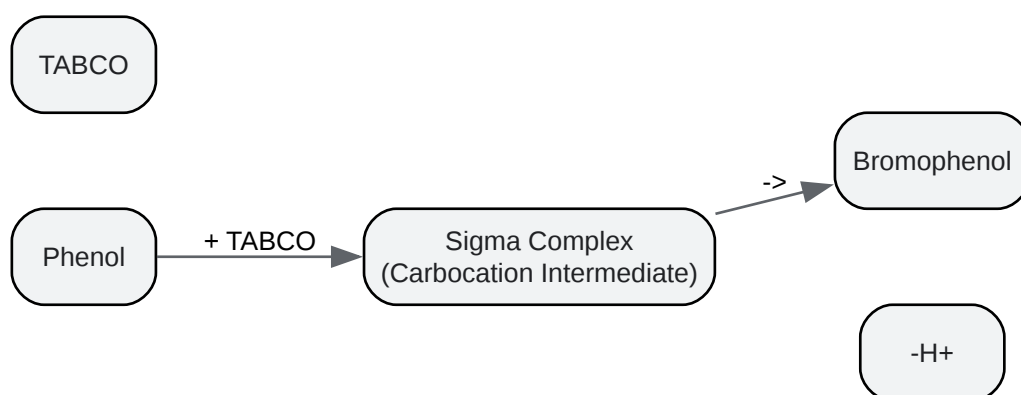 TABCO
Phenol
+ TABCO
Sigma Complex
(Carbocation Intermediate)
->
Bromophenol
-H+